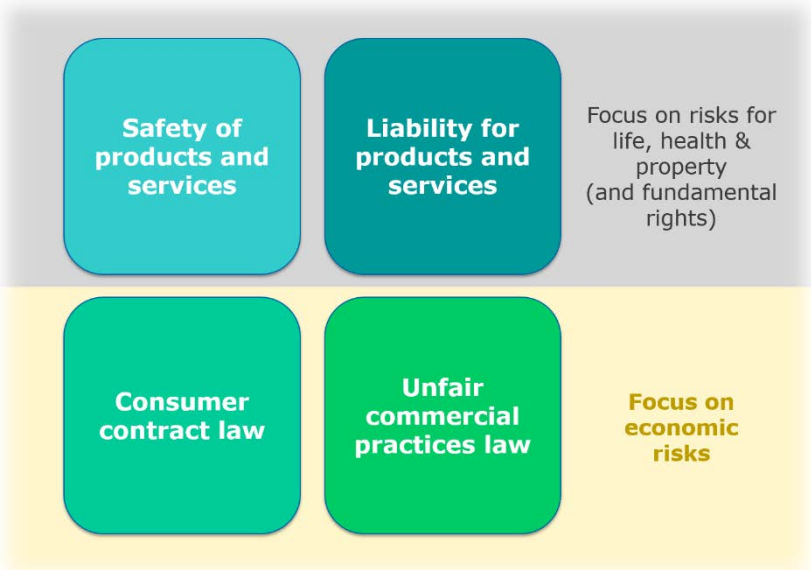 Safety of
products and
services
Liability for
products and
services
Focus on risks for
life, health &
property
(and fundamental
rights)
Consumer
contract law
Unfair
commercial
practices law
Focus on
economic
risks